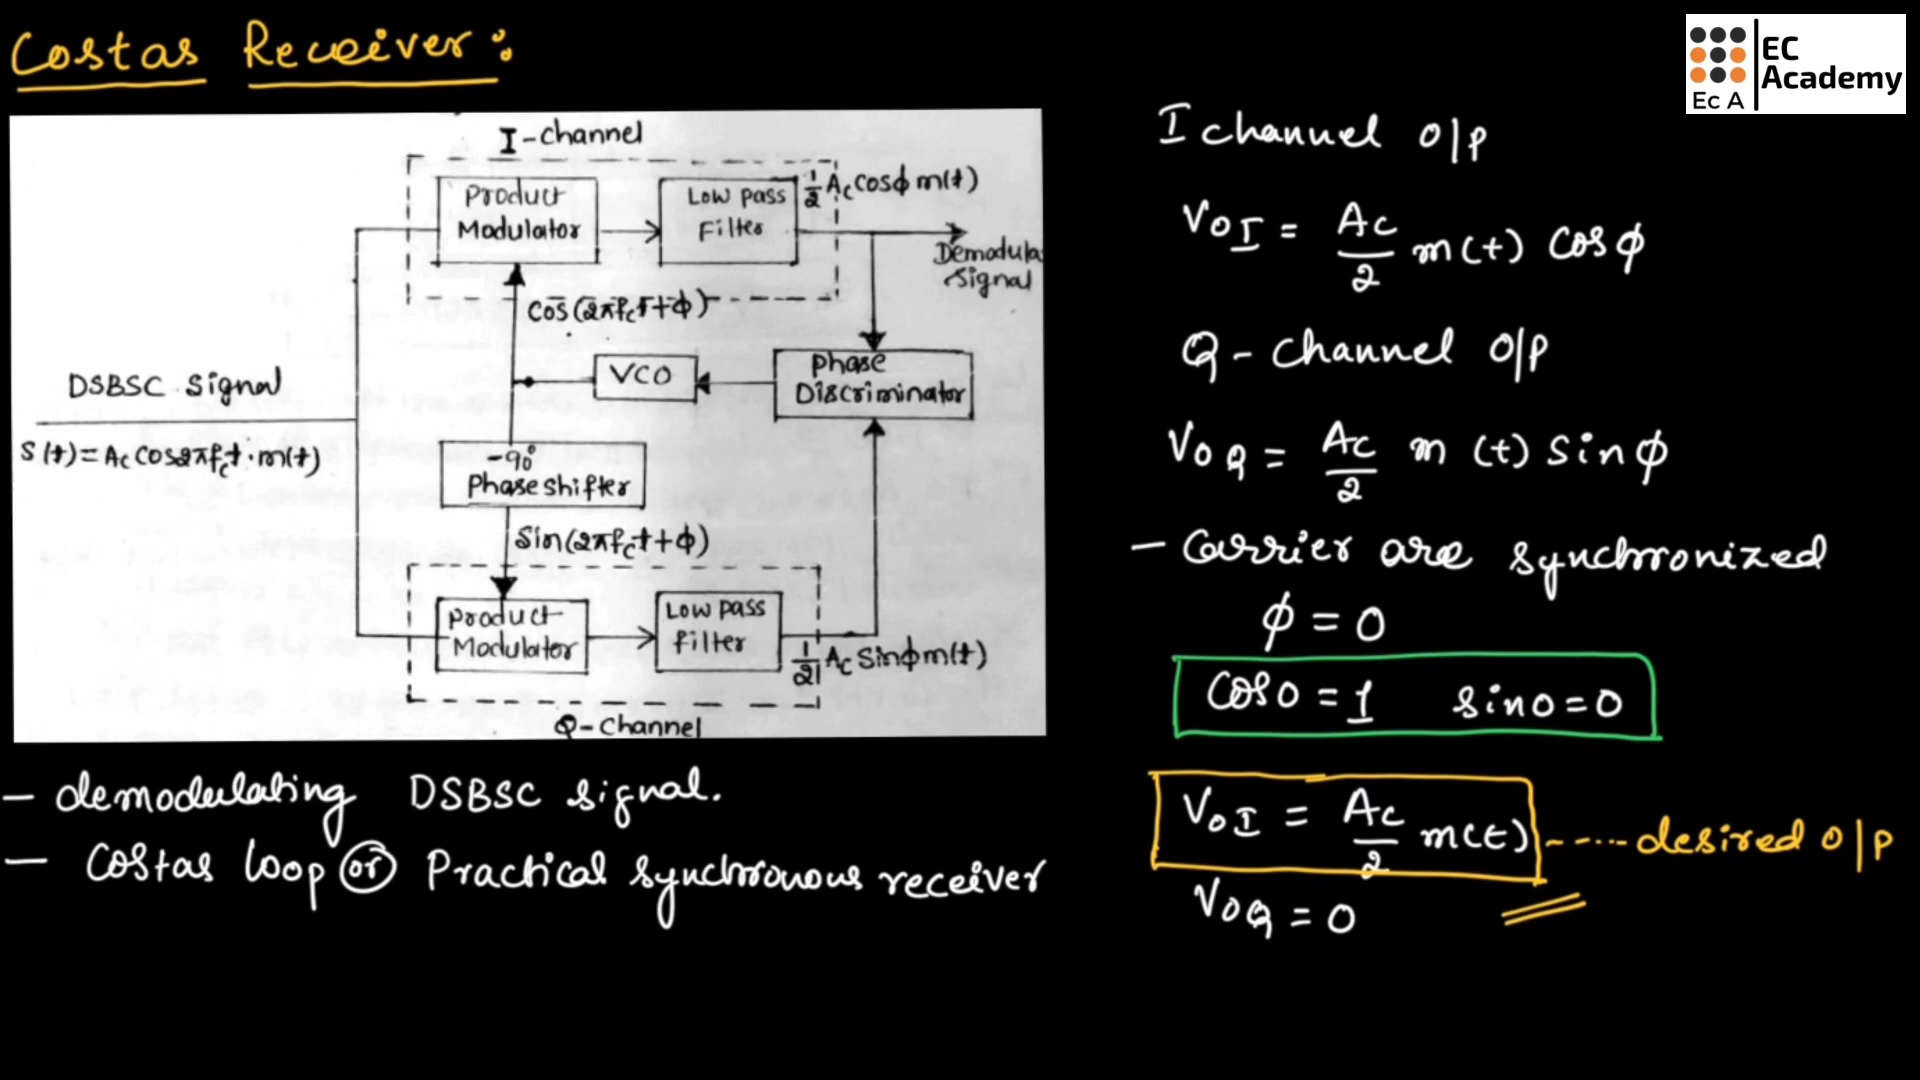 Costas Receiver :
EC
Academy
Ec A
I-channel
Product
Modulator
Low pass
Filter
1/2 Ac cosϕ m(t)
Demodula
Signal
cos(2πfct+ϕ)
Phase
Discriminator
VCO
DSBSC Signal
S(t)=Ac cos2πfct.m(t)
-90°
Phase shifter
Sin(2πfct+ϕ)
Product
Modulator
Low pass
filter
1/2 Ac Sinϕm(t)
Q-Channel
- demodulating DSBSC signal.
- Costas loop or Practical synchronous receiver
I channel o/p
VOI = Ac/2 m(t) cosϕ
Q - channel o/p
VOQ = Ac/2 m(t) sinϕ
- Carrier are synchronized
ϕ = 0
cos0 = 1 sin0 = 0
VOI = Ac/2 m(t) ----- desired o/p
VOQ = 0